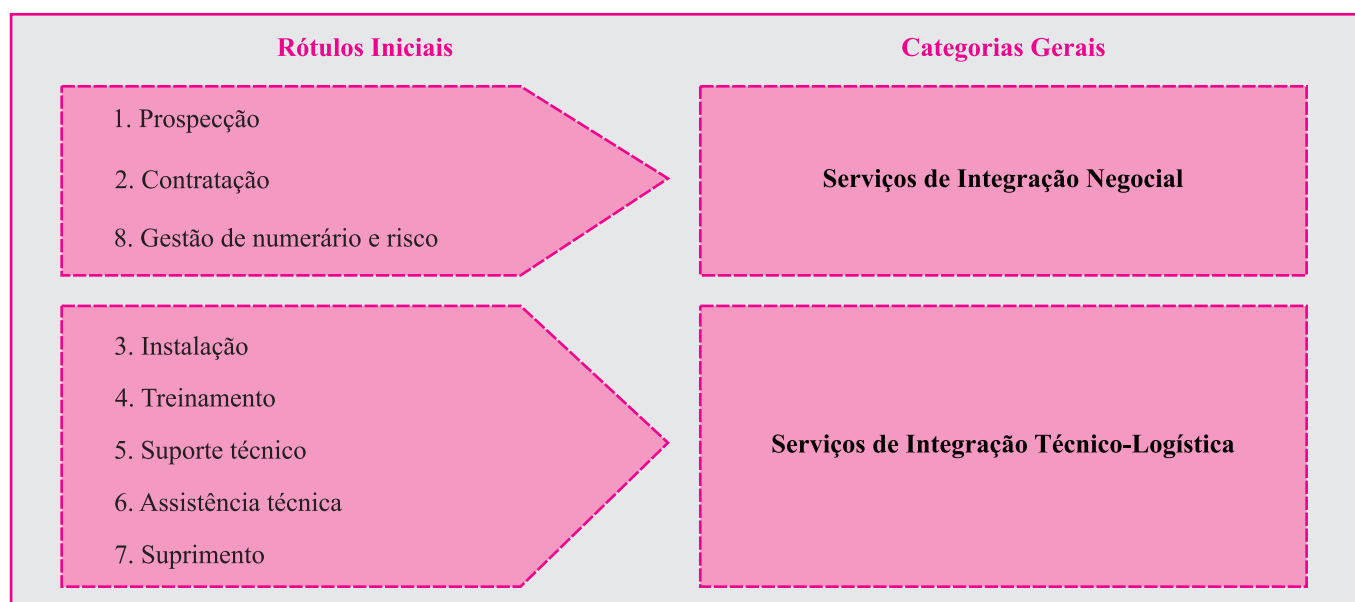 Rótulos Iniciais
Categorias Gerais
1. Prospecção
2. Contratação
8. Gestão de numerário e risco
Serviços de Integração Negocial
3. Instalação
4. Treinamento
5. Suporte técnico
6. Assistência técnica
7. Suprimento
Serviços de Integração Técnico-Logística